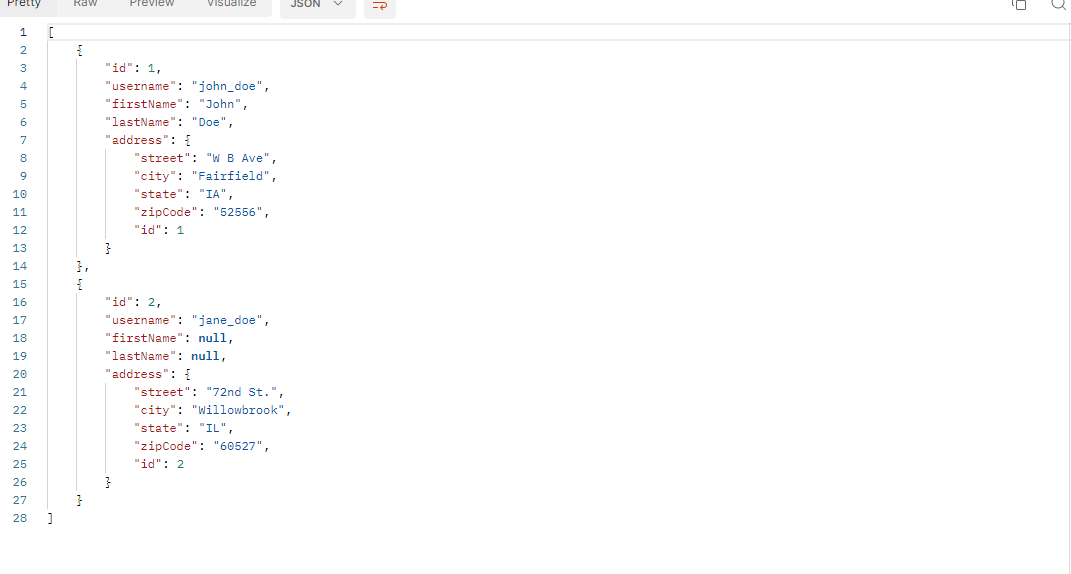 Pretty Raw Preview Visualize JSON
1 [
2 {
3 "id": 1,
4 "username": "john_doe",
5 "firstName": "John",
6 "lastName": "Doe",
7 "address": {
8 "street": "W B Ave",
9 "city": "Fairfield",
10 "state": "IA",
11 "zipCode": "52556",
12 "id": 1
13 }
14 },
15 {
16 "id": 2,
17 "username": "jane_doe",
18 "firstName": null,
19 "lastName": null,
20 "address": {
21 "street": "72nd St.",
22 "city": "Willowbrook",
23 "state": "IL",
24 "zipCode": "60527",
25 "id": 2
26 }
27 }
28 ]